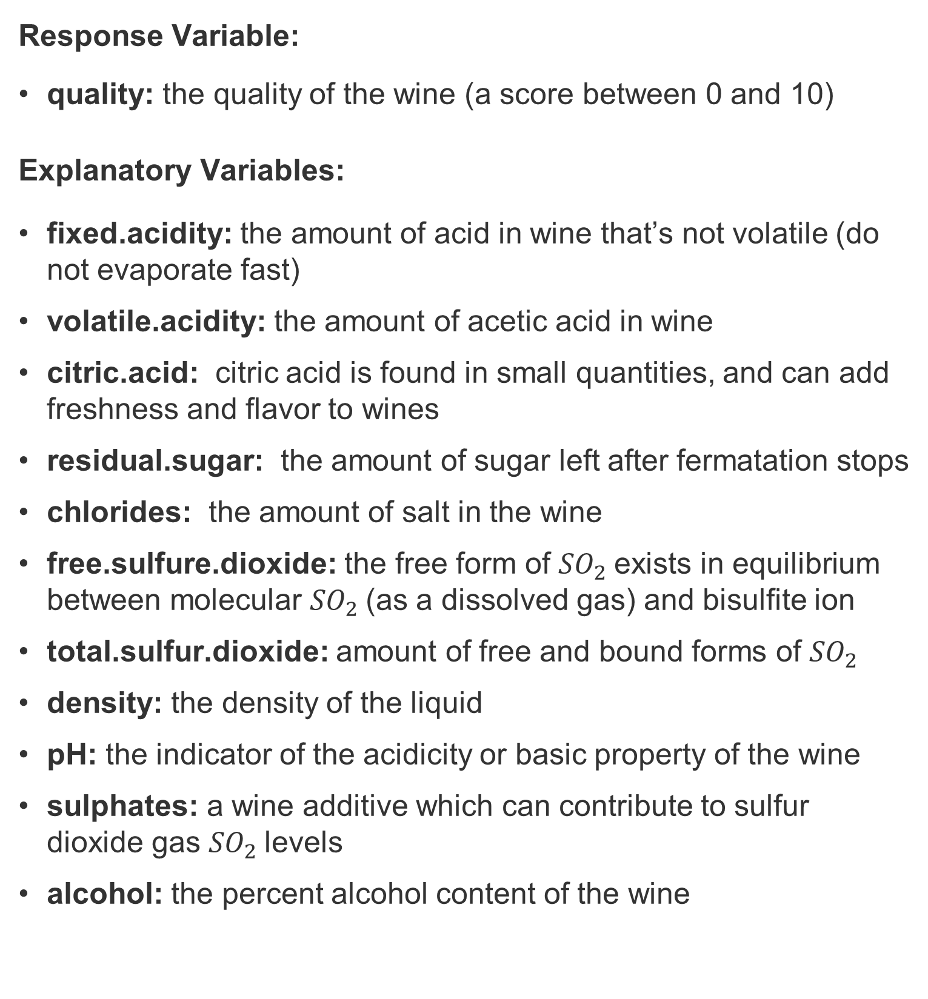 Response Variable:
• quality: the quality of the wine (a score between 0 and 10)
Explanatory Variables:
• fixed.acidity: the amount of acid in wine that’s not volatile (do
not evaporate fast)
• volatile.acidity: the amount of acetic acid in wine
• citric.acid:  citric acid is found in small quantities, and can add
freshness and flavor to wines
• residual.sugar:  the amount of sugar left after fermatation stops
• chlorides:  the amount of salt in the wine
• free.sulfure.dioxide: the free form of SO₂ exists in equilibrium
between molecular SO₂ (as a dissolved gas) and bisulfite ion
• total.sulfur.dioxide: amount of free and bound forms of SO₂
• density: the density of the liquid
• pH: the indicator of the acidicity or basic property of the wine
• sulphates: a wine additive which can contribute to sulfur
dioxide gas SO₂ levels
• alcohol: the percent alcohol content of the wine